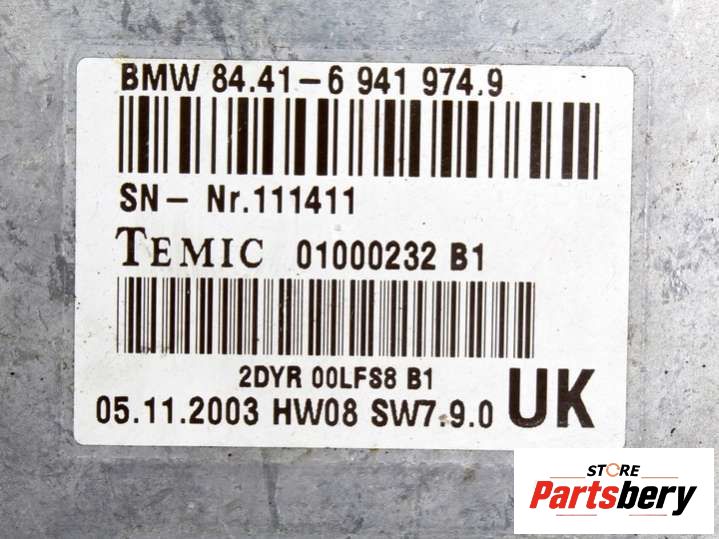 BMW 84.41-6 941 974.9
SN- Nr.111411
TEMIC 01000232 B1
2DYR 00LFS8 B1
05.11.2003 HW08 SW7.9.0 UK
STORE
Partsbery